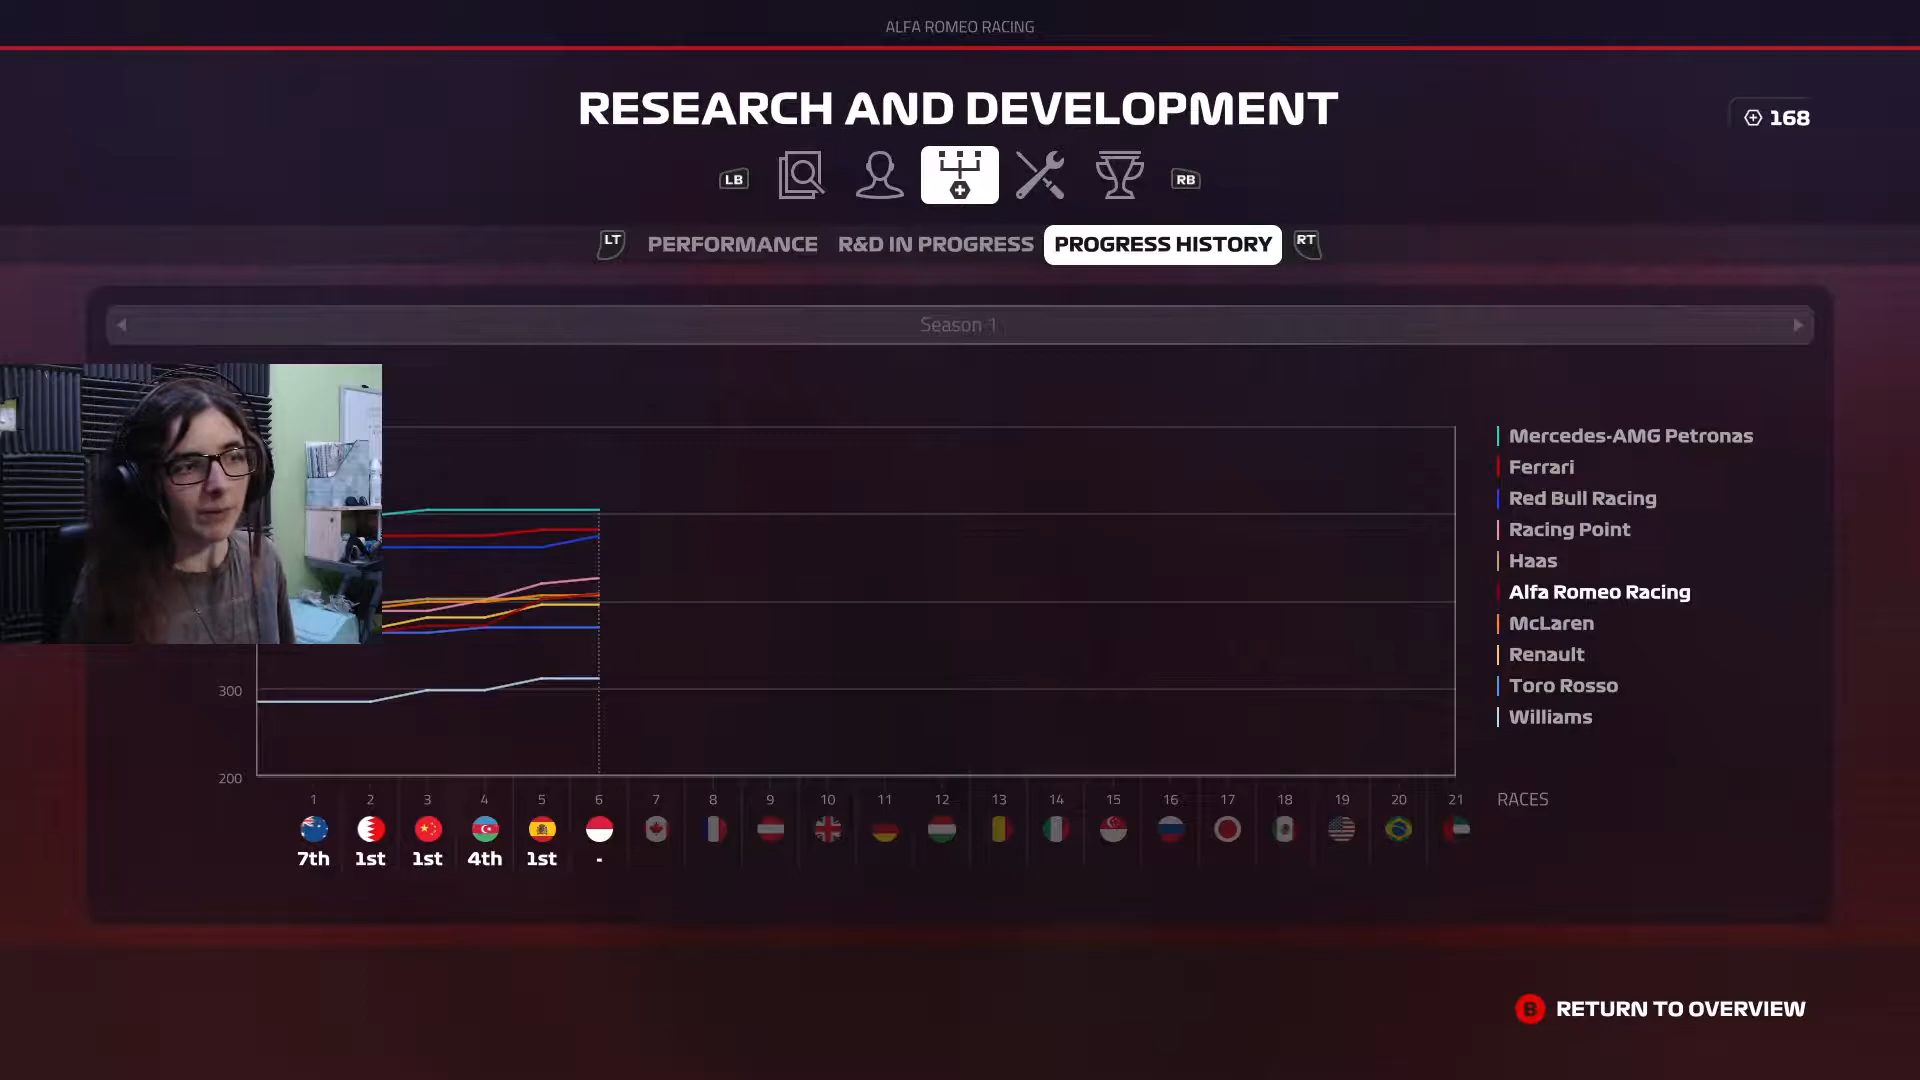 ALFA ROMEO RACING
RESEARCH AND DEVELOPMENT
168
LB
RB
LT
PERFORMANCE
R&D IN PROGRESS
PROGRESS HISTORY
RT
Season 1
Mercedes-AMG Petronas
Ferrari
Red Bull Racing
Racing Point
Haas
Alfa Romeo Racing
McLaren
Renault
Toro Rosso
Williams
300
200
1 2 3 4 5 6 7 8 9 10 11 12 13 14 15 16 17 18 19 20 21 RACES
7th 1st 1st 4th 1st -
B RETURN TO OVERVIEW